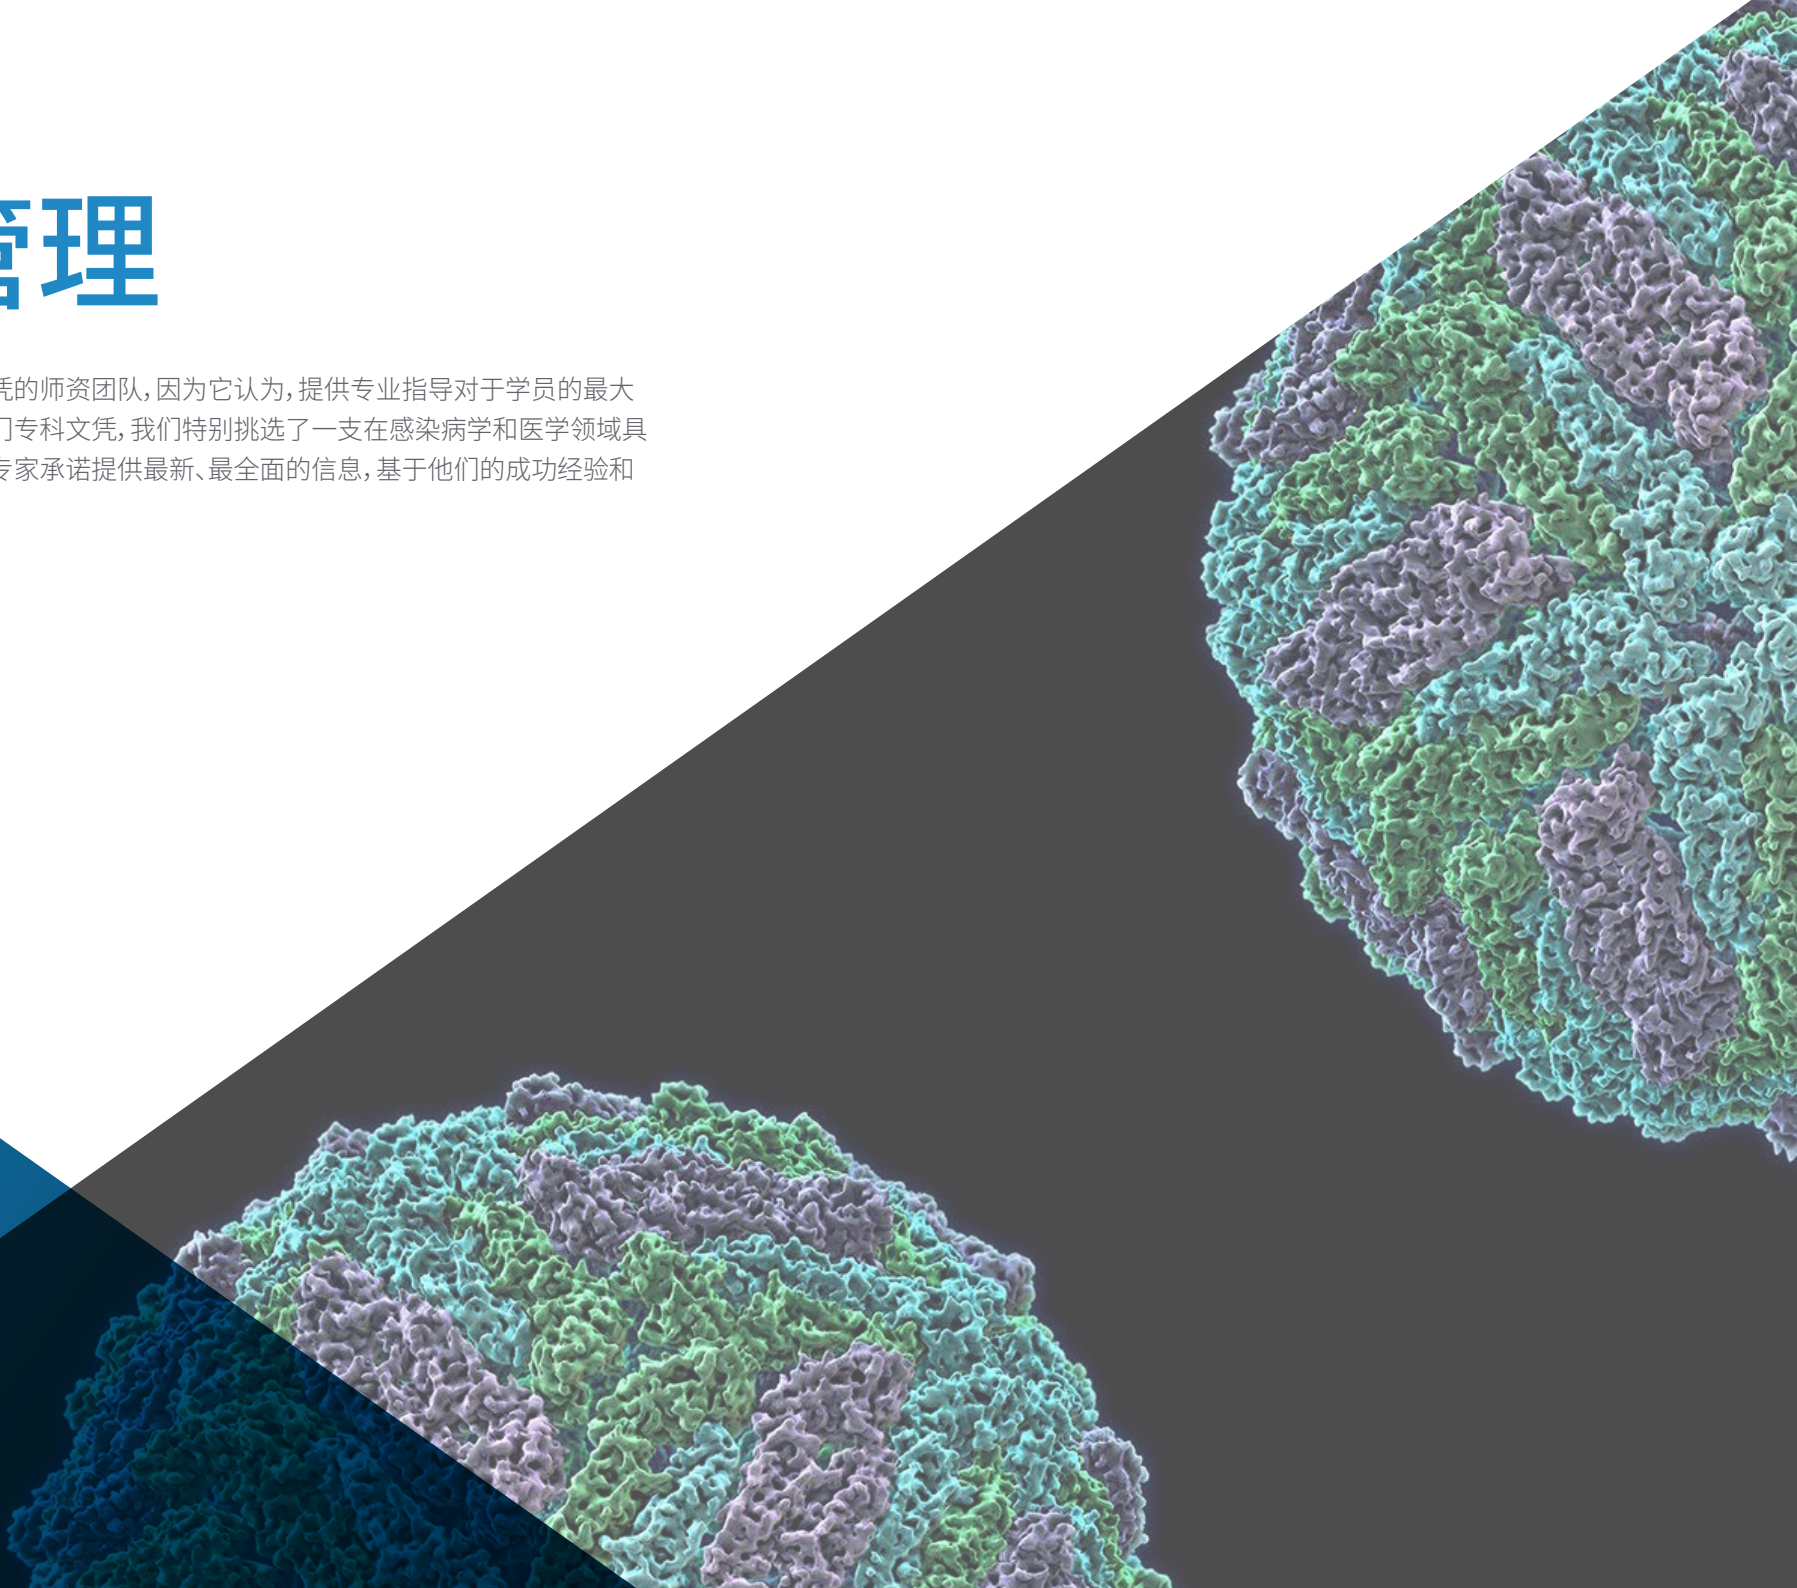 管理
凭的师资团队，因为它认为，提供专业指导对于学员的最大
门专科文凭，我们特别挑选了一支在感染病学和医学领域具
专家承诺提供最新、最全面的信息，基于他们的成功经验和